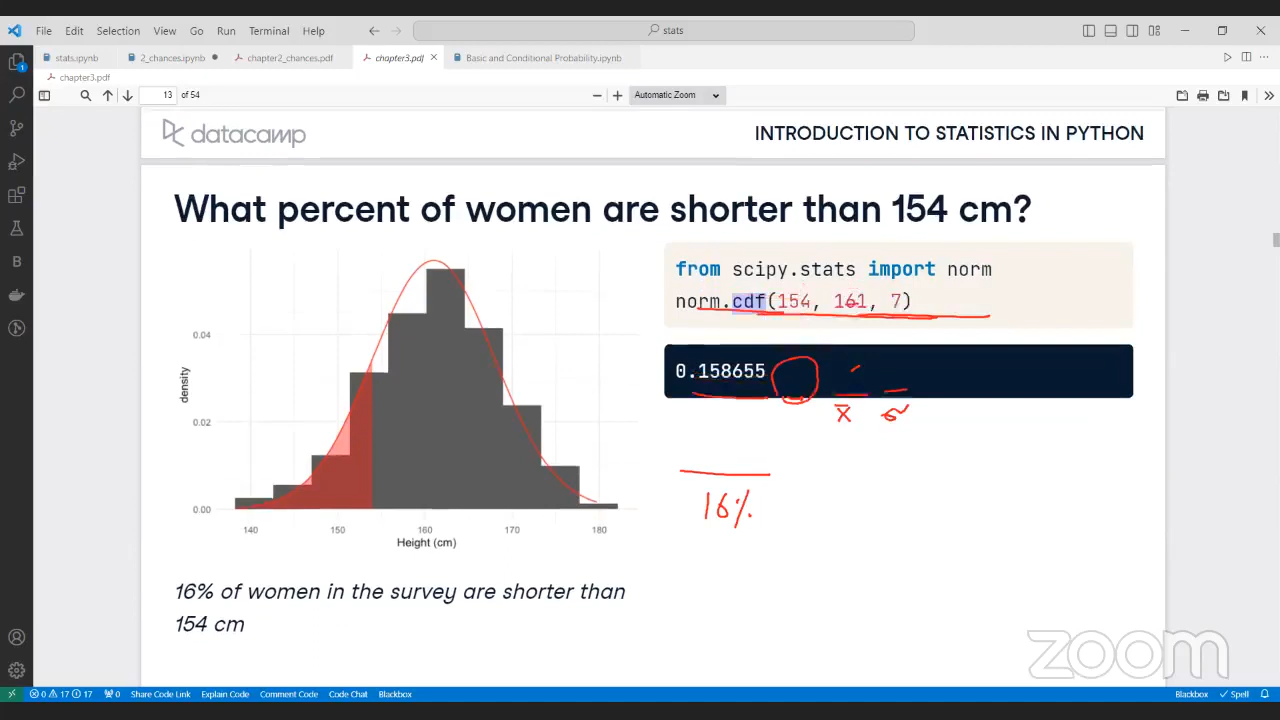 File Edit Selection View Go Run Terminal Help
stats
stats.ipynb 2_chances.ipynb chapter2_chances.pdf chapter3.pdf Basic and Conditional Probability.ipynb
chapter3.pdf
13 of 54 Automatic Zoom
datacamp INTRODUCTION TO STATISTICS IN PYTHON
What percent of women are shorter than 154 cm?
from scipy.stats import norm
norm.cdf(154, 161, 7)
0.158655
x̄
16%
density
0.04
0.02
0.00
140 150 160 170 180
Height (cm)
16% of women in the survey are shorter than
154 cm
zoom
0 17 17 0 Share Code Link Explain Code Comment Code Code Chat Blackbox Blackbox Spell